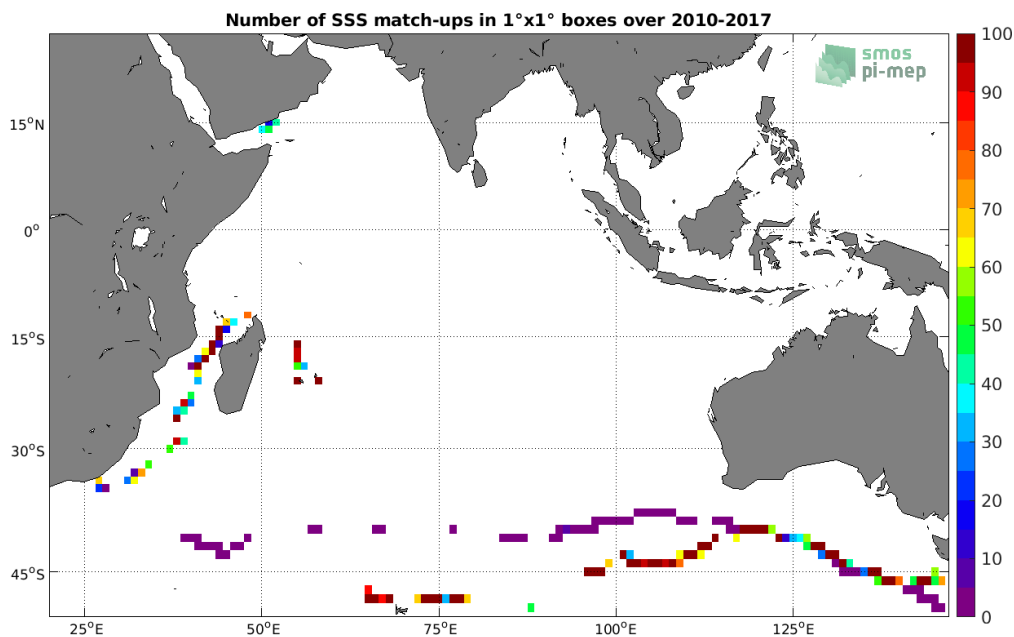 Number of SSS match-ups in 1°x1° boxes over 2010-2017
smos
pi-mep
15°N
0°
15°S
30°S
45°S
25°E
50°E
75°E
100°E
125°E
100
90
80
70
60
50
40
30
20
10
0